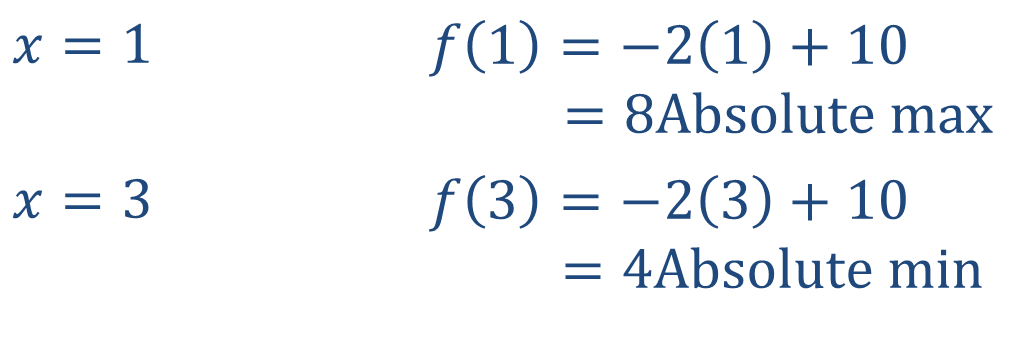 x = 1 f(1) = −2(1) + 10
= 8Absolute max
x = 3 f(3) = −2(3) + 10
= 4Absolute min